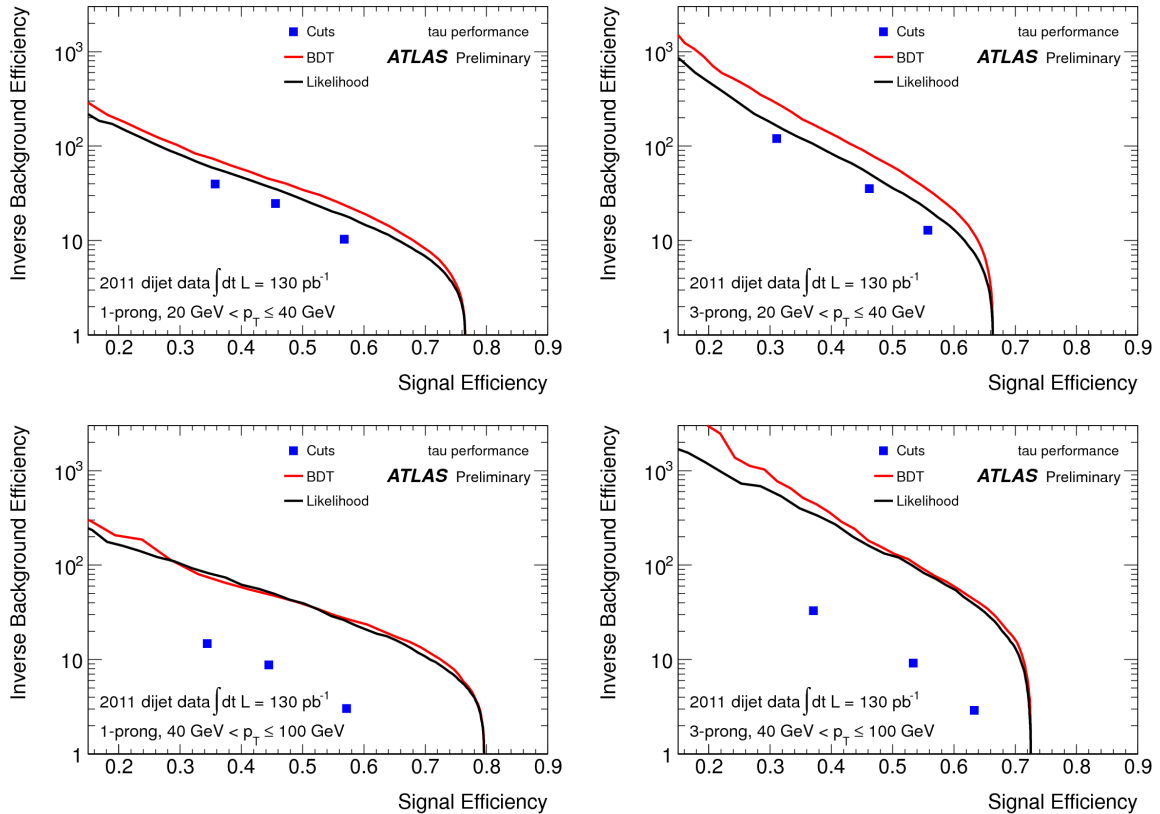 Inverse Background Efficiency
10³
10²
10
1
Cuts
BDT
Likelihood
tau performance
ATLAS Preliminary
2011 dijet data ∫dt L = 130 pb⁻¹
1-prong, 20 GeV < p_T ≤ 40 GeV
0.2 0.3 0.4 0.5 0.6 0.7 0.8 0.9
Signal Efficiency
Inverse Background Efficiency
10³
10²
10
1
Cuts
BDT
Likelihood
tau performance
ATLAS Preliminary
2011 dijet data ∫dt L = 130 pb⁻¹
3-prong, 20 GeV < p_T ≤ 40 GeV
0.2 0.3 0.4 0.5 0.6 0.7 0.8 0.9
Signal Efficiency
Inverse Background Efficiency
10³
10²
10
1
Cuts
BDT
Likelihood
tau performance
ATLAS Preliminary
2011 dijet data ∫dt L = 130 pb⁻¹
1-prong, 40 GeV < p_T ≤ 100 GeV
0.2 0.3 0.4 0.5 0.6 0.7 0.8 0.9
Signal Efficiency
Inverse Background Efficiency
10³
10²
10
1
Cuts
BDT
Likelihood
tau performance
ATLAS Preliminary
2011 dijet data ∫dt L = 130 pb⁻¹
3-prong, 40 GeV < p_T ≤ 100 GeV
0.2 0.3 0.4 0.5 0.6 0.7 0.8 0.9
Signal Efficiency